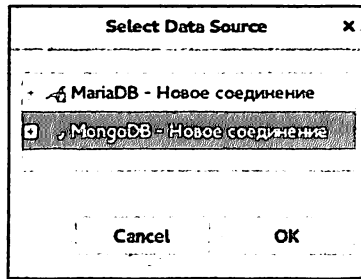 Select Data Source x
MariaDB - Новое соединение
MongoDB - Новое соединение
Cancel OK